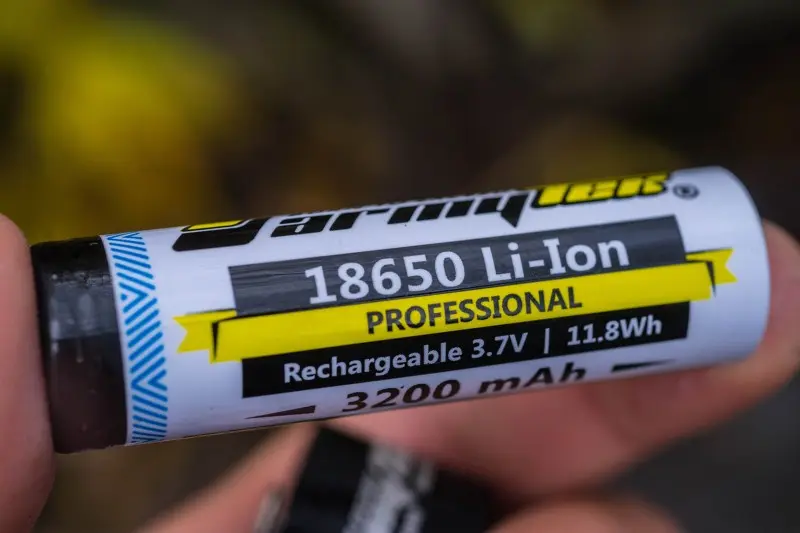 armytek®
18650 Li-Ion
PROFESSIONAL
Rechargeable 3.7V | 11.8Wh
3200 mAh